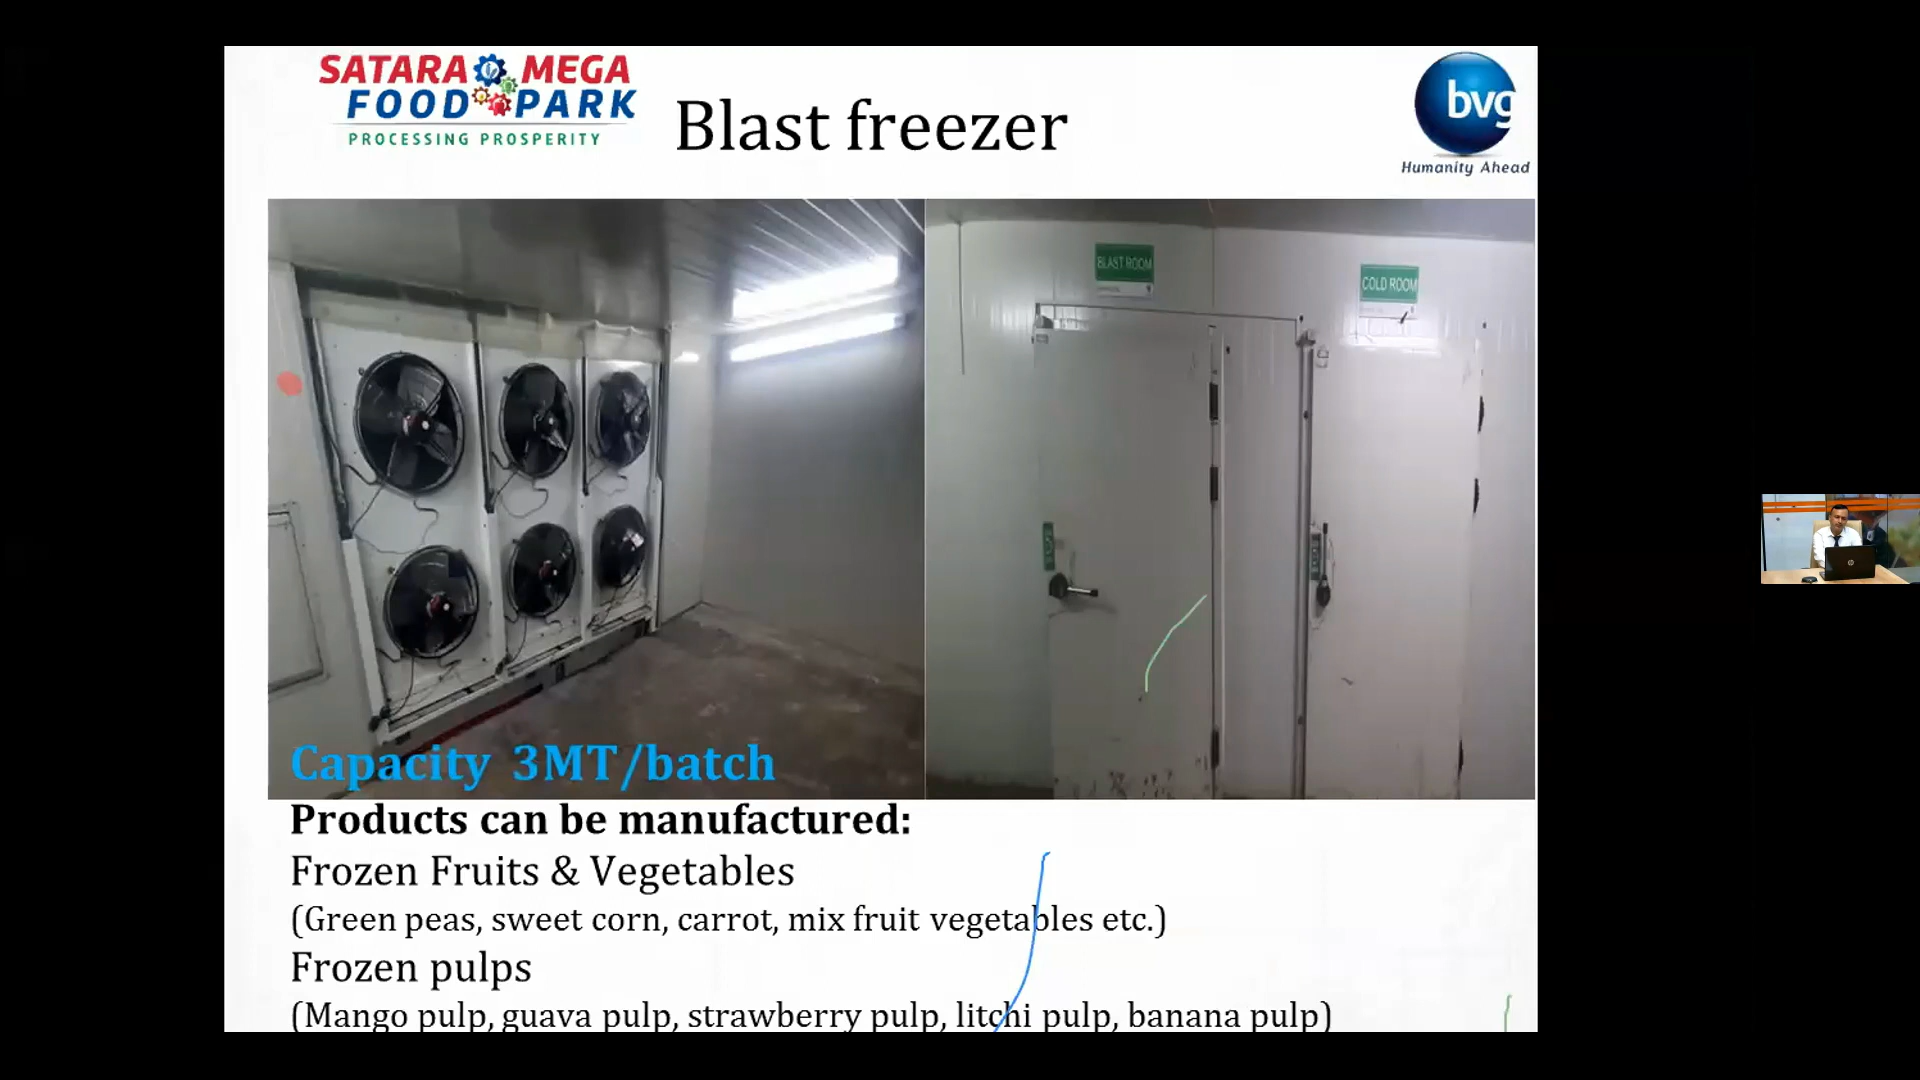 SATARA MEGA
FOOD PARK
PROCESSING PROSPERITY
Blast freezer
bvg
Humanity Ahead
BLAST ROOM
COLD ROOM
Capacity 3MT/batch
Products can be manufactured:
Frozen Fruits & Vegetables
(Green peas, sweet corn, carrot, mix fruit vegetables etc.)
Frozen pulps
(Mango pulp, guava pulp, strawberry pulp, litchi pulp, banana pulp)